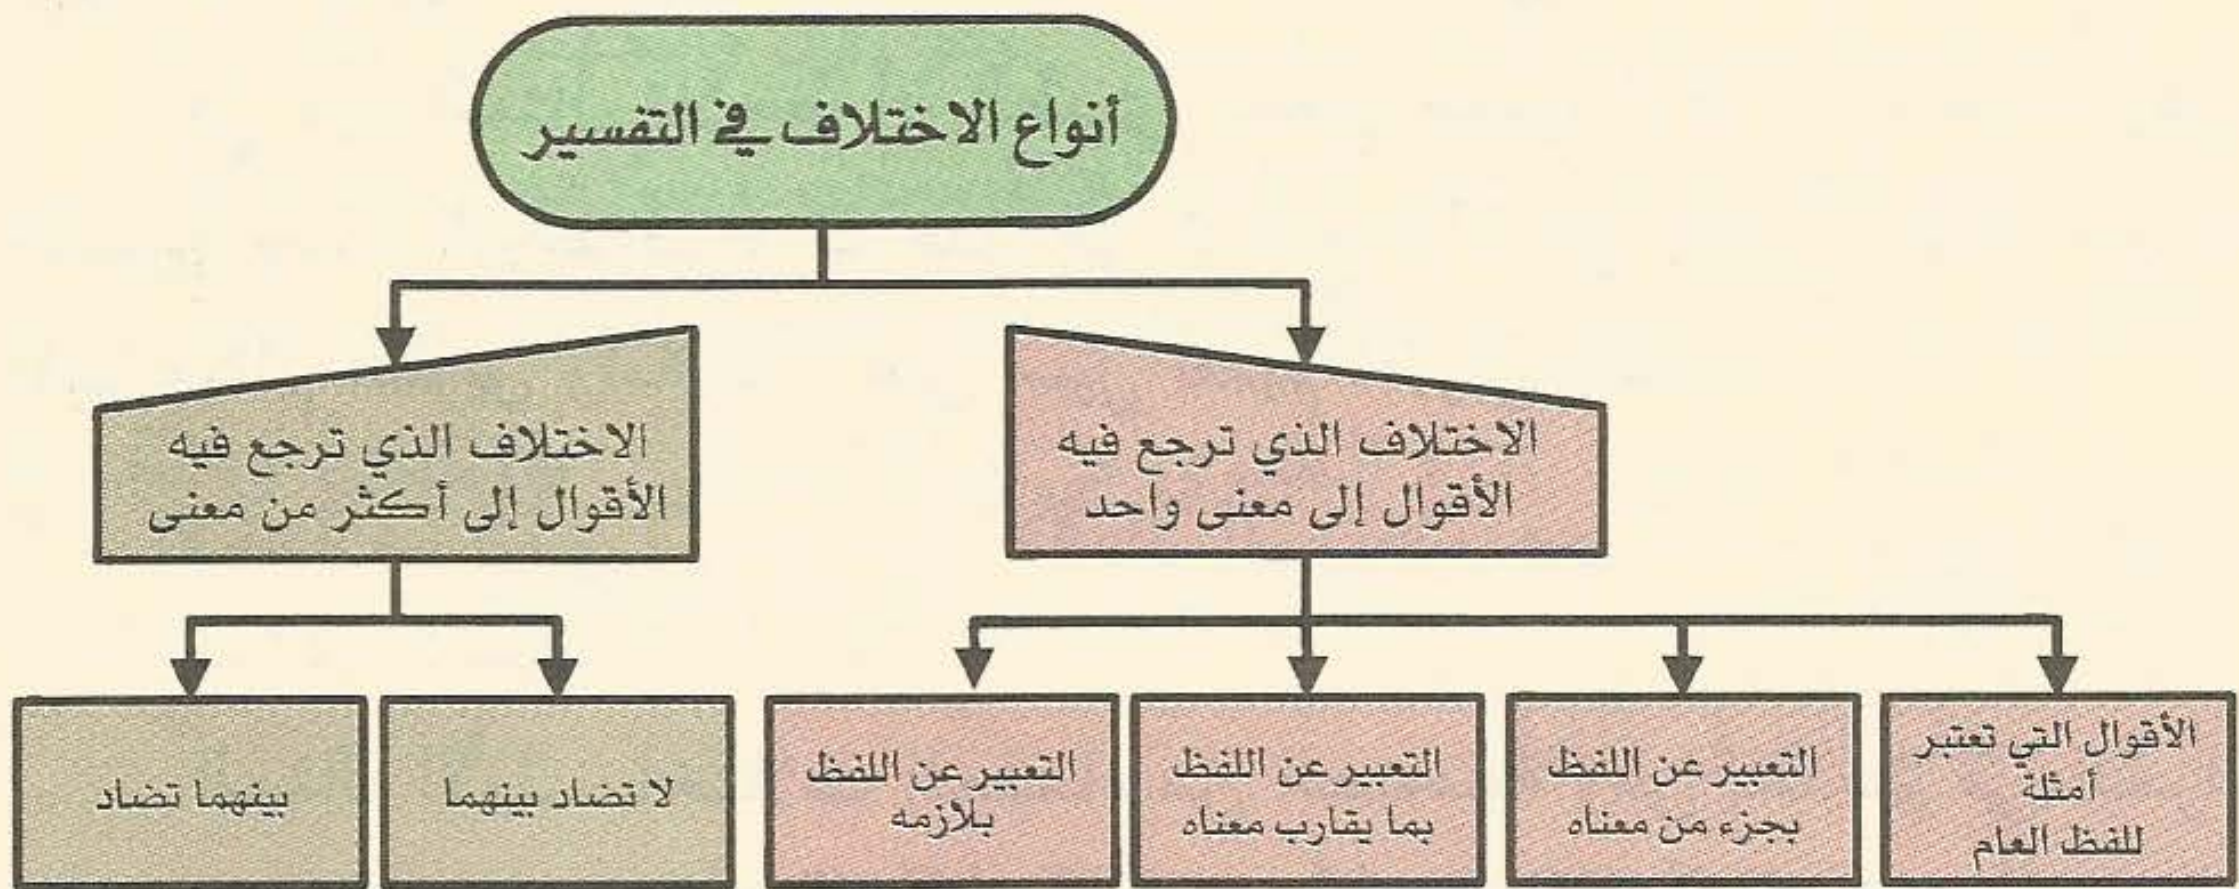 أنواع الاختلاف في التفسير
الاختلاف الذي ترجع فيه
الأقوال إلى معنى واحد
الاختلاف الذي ترجع فيه
الأقوال إلى أكثر من معنى
الأقوال التي تعتبر
أمثلة
للفظ العام
التعبير عن اللفظ
بجزء من معناه
التعبير عن اللفظ
بما يقارب معناه
التعبير عن اللفظ
بلازمه
لا تضاد بينهما
بينهما تضاد